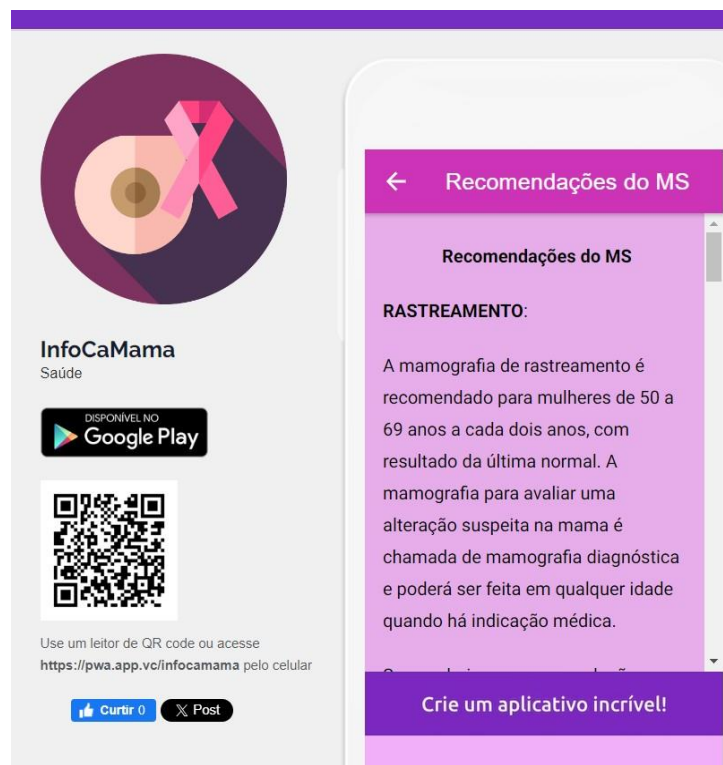 InfoCaMama
Saúde
DISPONÍVEL NO
Google Play
Use um leitor de QR code ou acesse
https://pwa.app.vc/infocamama pelo celular
Curtir 0
Post
Recomendações do MS
Recomendações do MS
RASTREAMENTO:
A mamografia de rastreamento é
recomendado para mulheres de 50 a
69 anos a cada dois anos, com
resultado da última normal. A
mamografia para avaliar uma
alteração suspeita na mama é
chamada de mamografia diagnóstica
e poderá ser feita em qualquer idade
quando há indicação médica.
Crie um aplicativo incrível!